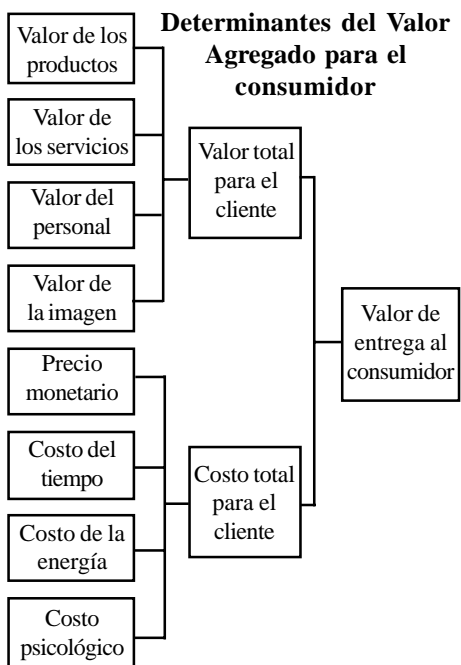 Determinantes del Valor
Agregado para el
consumidor
Valor de los
productos
Valor de
los servicios
Valor del
personal
Valor de
la imagen
Valor total
para el
cliente
Precio
monetario
Costo del
tiempo
Costo de la
energía
Costo
psicológico
Costo total
para el
cliente
Valor de
entrega al
consumidor